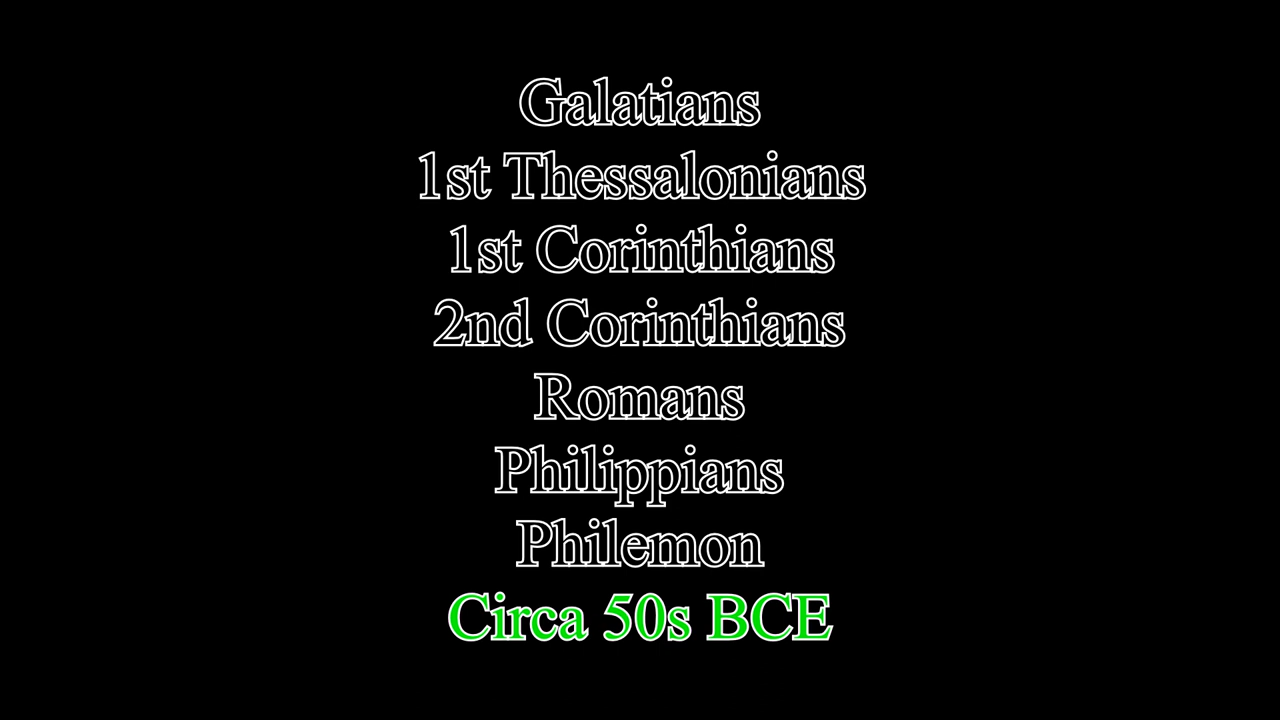 Galatians
1st Thessalonians
1st Corinthians
2nd Corinthians
Romans
Philippians
Philemon
Circa 50s BCE